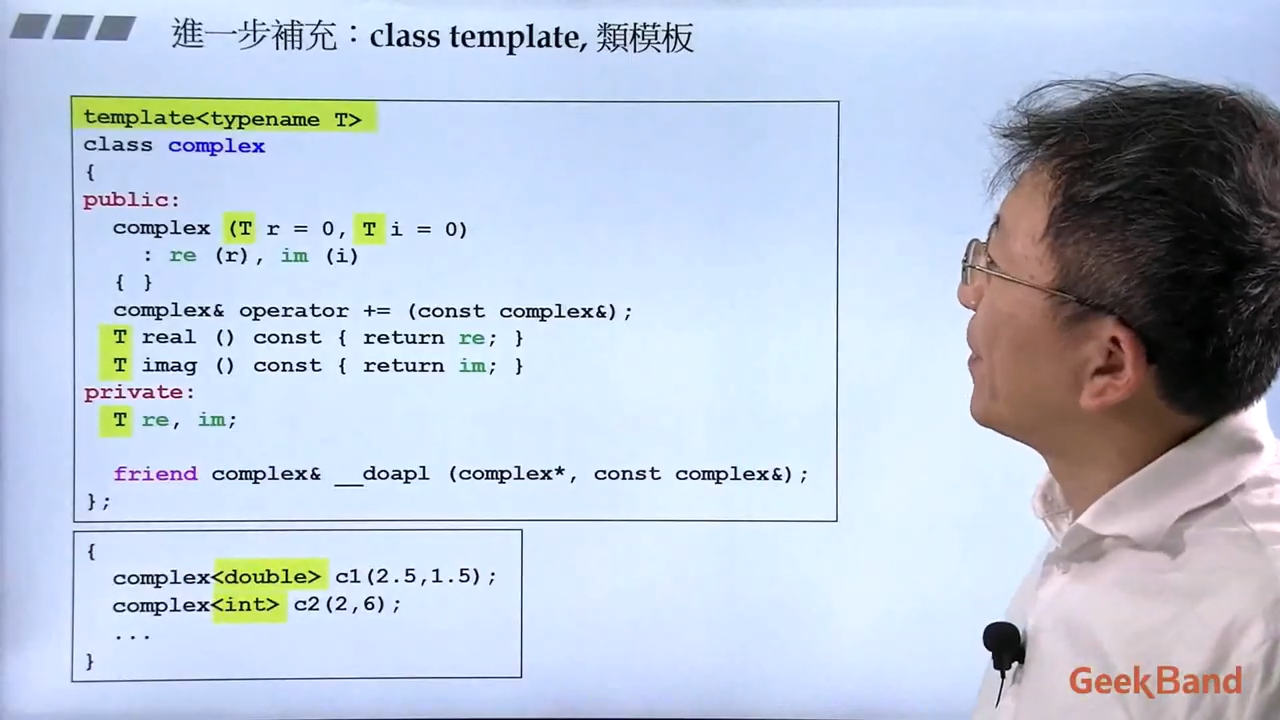 進一步補充：class template, 類模板
template<typename T>
class complex
{
public:
  complex (T r = 0, T i = 0)
    : re (r), im (i)
  { }
  complex& operator += (const complex&);
  T real () const { return re; }
  T imag () const { return im; }
private:
  T re, im;
  friend complex& __doapl (complex*, const complex&);
};
{
  complex<double> c1(2.5,1.5);
  complex<int> c2(2,6);
  ...
}
GeekBand